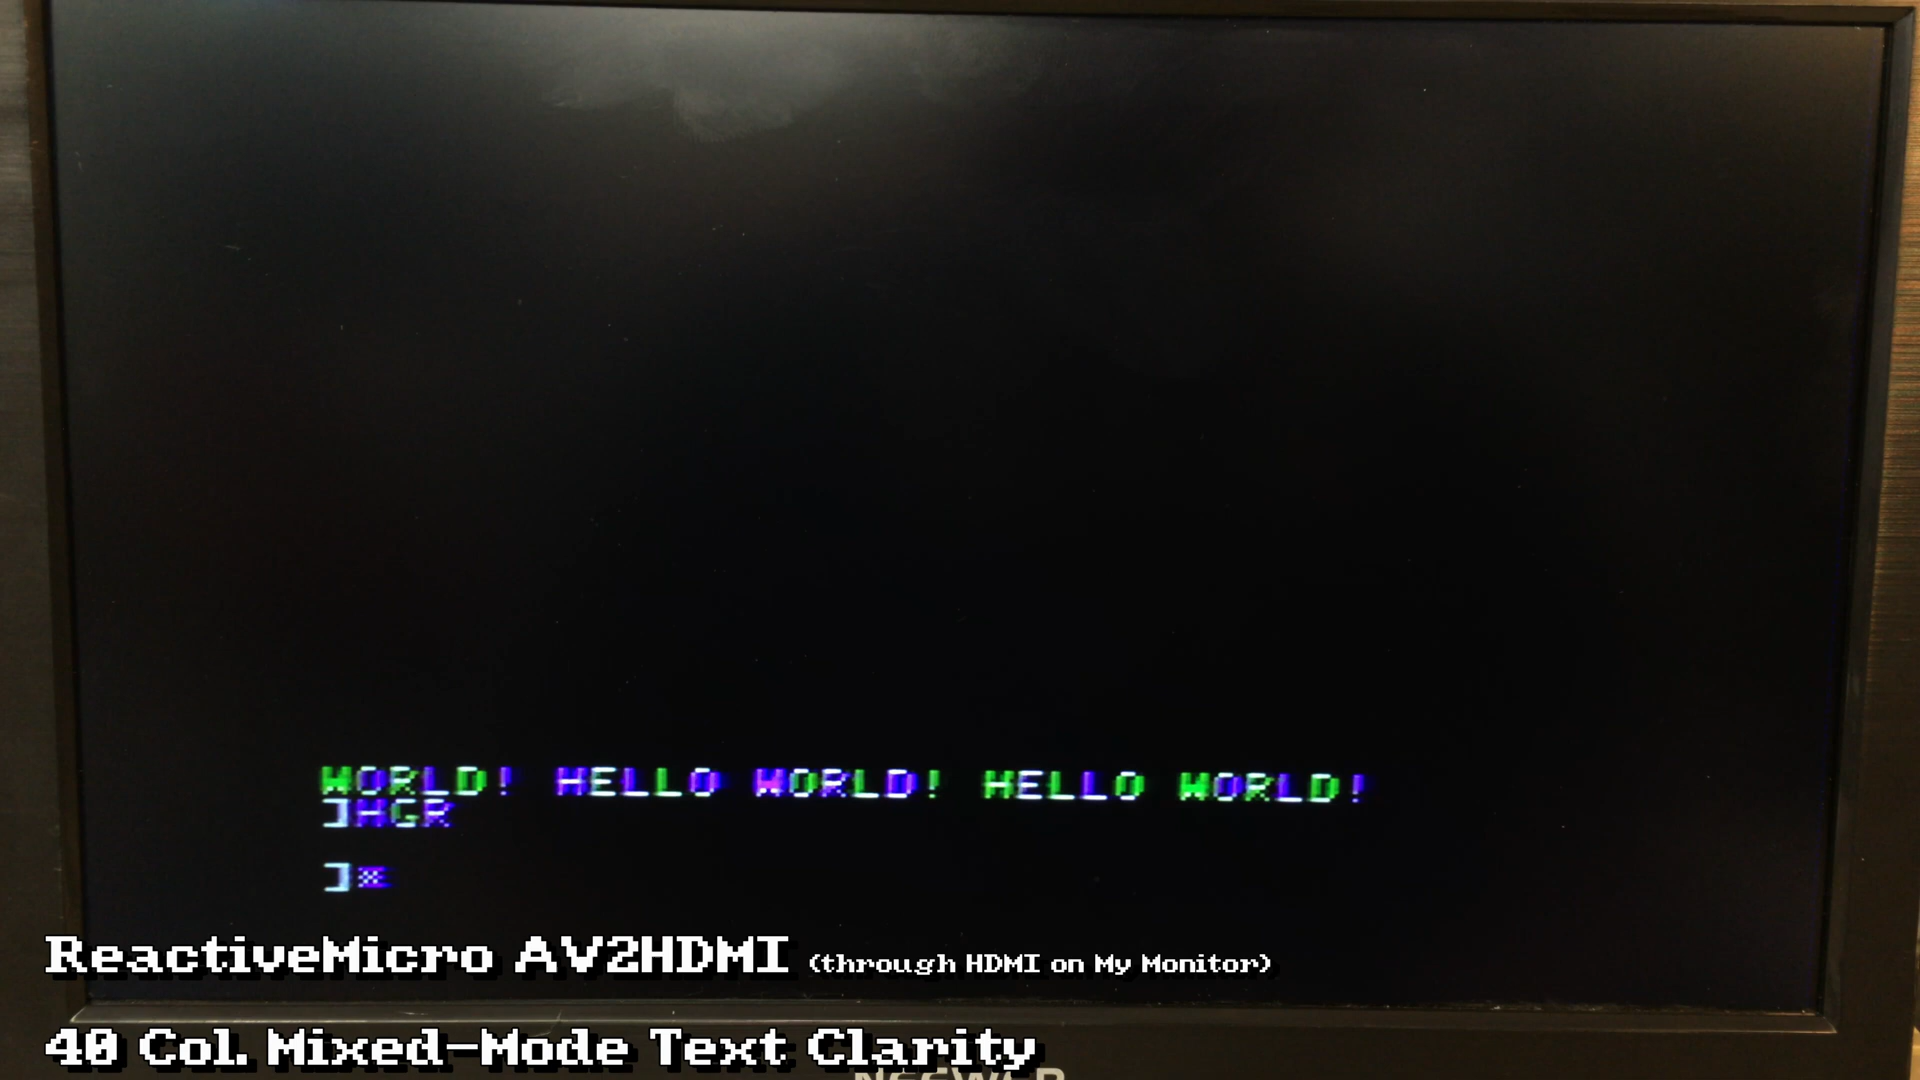 WORLD! HELLO WORLD! HELLO WORLD!
]HGR
]
ReactiveMicro AV2HDMI (through HDMI on My Monitor)
40 Col. Mixed-Mode Text Clarity
NEEWER